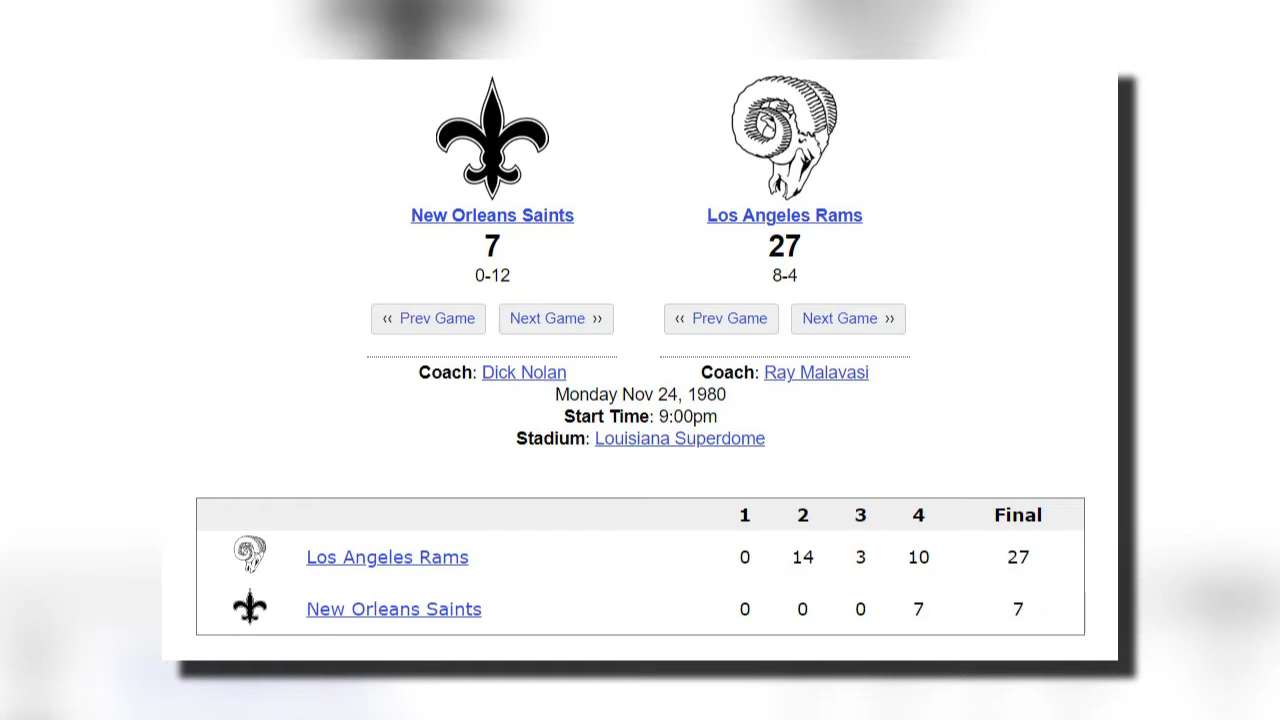 New Orleans Saints Los Angeles Rams
7 27
0-12 8-4
‹‹ Prev Game Next Game ›› ‹‹ Prev Game Next Game ››
Coach: Dick Nolan Coach: Ray Malavasi
Monday Nov 24, 1980
Start Time: 9:00pm
Stadium: Louisiana Superdome
1 2 3 4 Final
Los Angeles Rams 0 14 3 10 27
New Orleans Saints 0 0 0 7 7